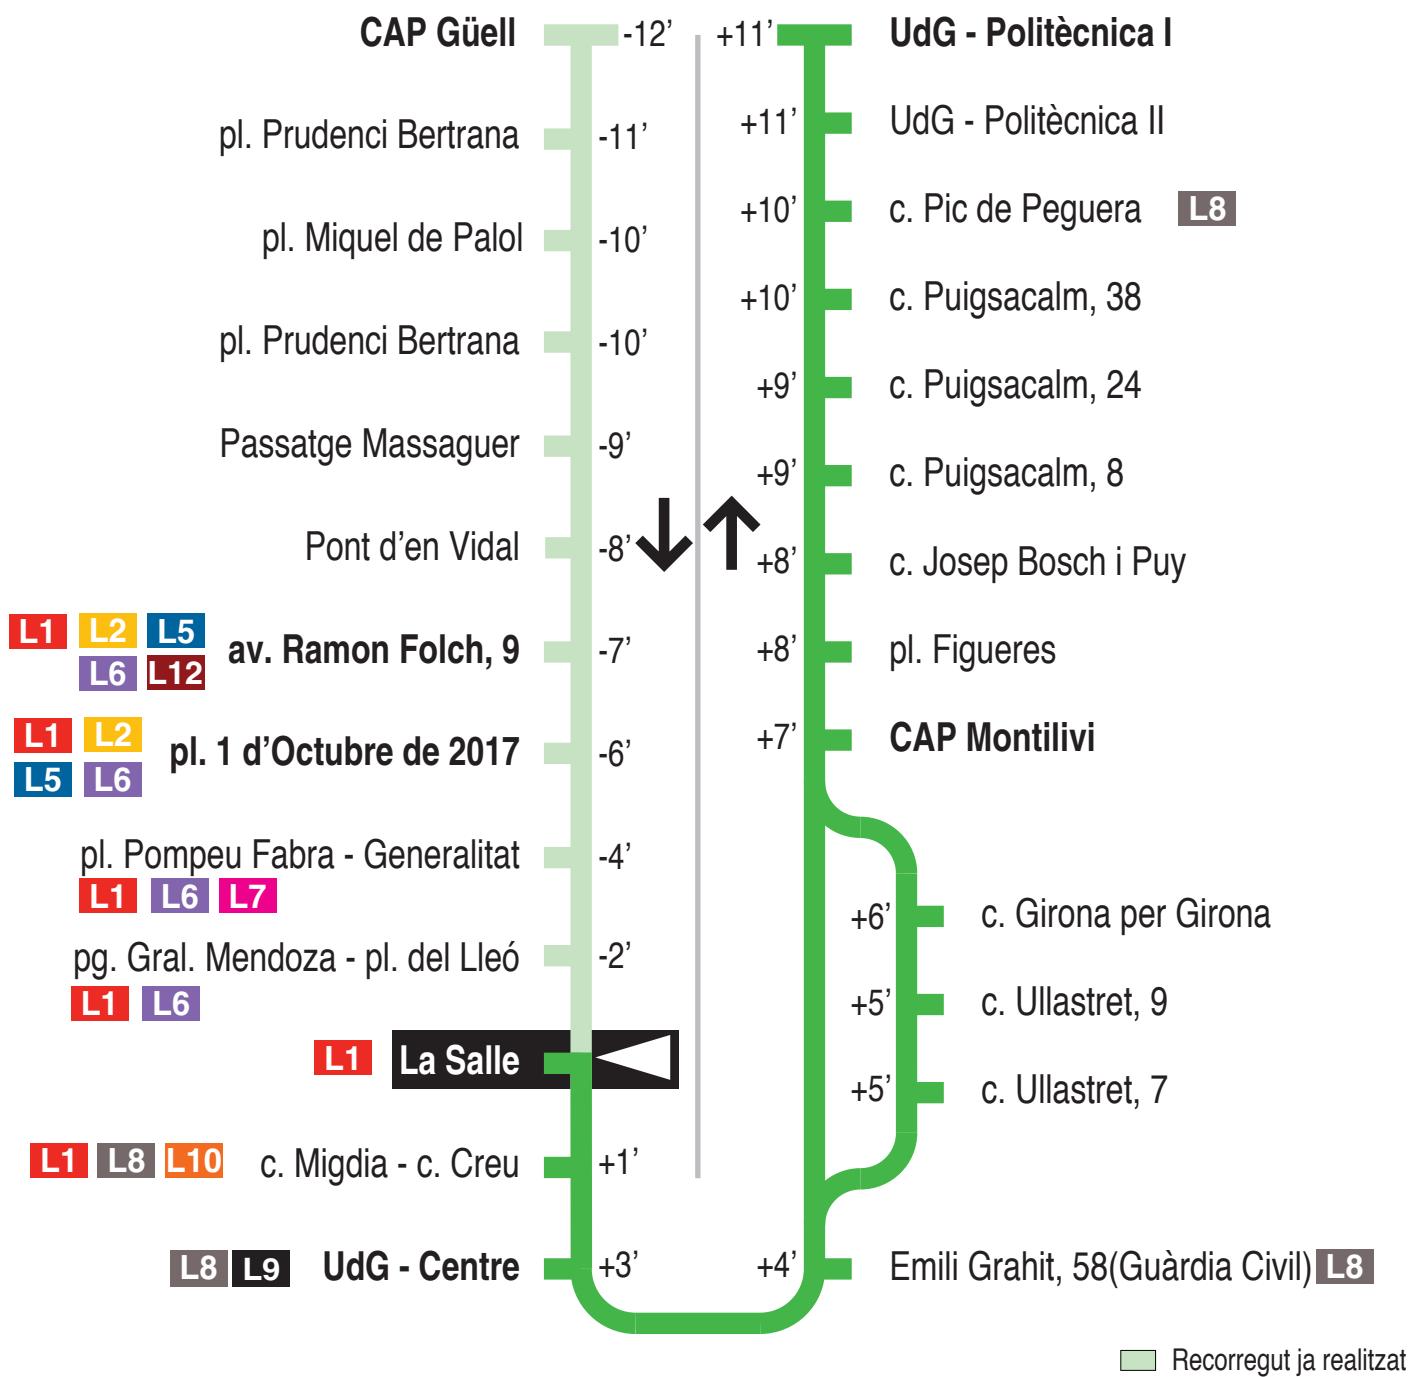 CAP Güell -12’
pl. Prudenci Bertrana -11’
pl. Miquel de Palol -10’
pl. Prudenci Bertrana -10’
Passatge Massaguer -9’
Pont d’en Vidal -8’
L1 L2 L5
av. Ramon Folch, 9 -7’
L6 L12
L1 L2
pl. 1 d’Octubre de 2017 -6’
L5 L6
pl. Pompeu Fabra - Generalitat -4’
L1 L6 L7
pg. Gral. Mendoza - pl. del Lleó -2’
L1 L6
L1 La Salle
L1 L8 L10 c. Migdia - c. Creu +1’
L8 L9 UdG - Centre +3’
+11’ UdG - Politècnica I
+11’ UdG - Politècnica II
+10’ c. Pic de Peguera L8
+10’ c. Puigsacalm, 38
+9’ c. Puigsacalm, 24
+9’ c. Puigsacalm, 8
+8’ c. Josep Bosch i Puy
+8’ pl. Figueres
+7’ CAP Montilivi
+6’ c. Girona per Girona
+5’ c. Ullastret, 9
+5’ c. Ullastret, 7
+4’ Emili Grahit, 58(Guàrdia Civil) L8
Recorregut ja realitzat